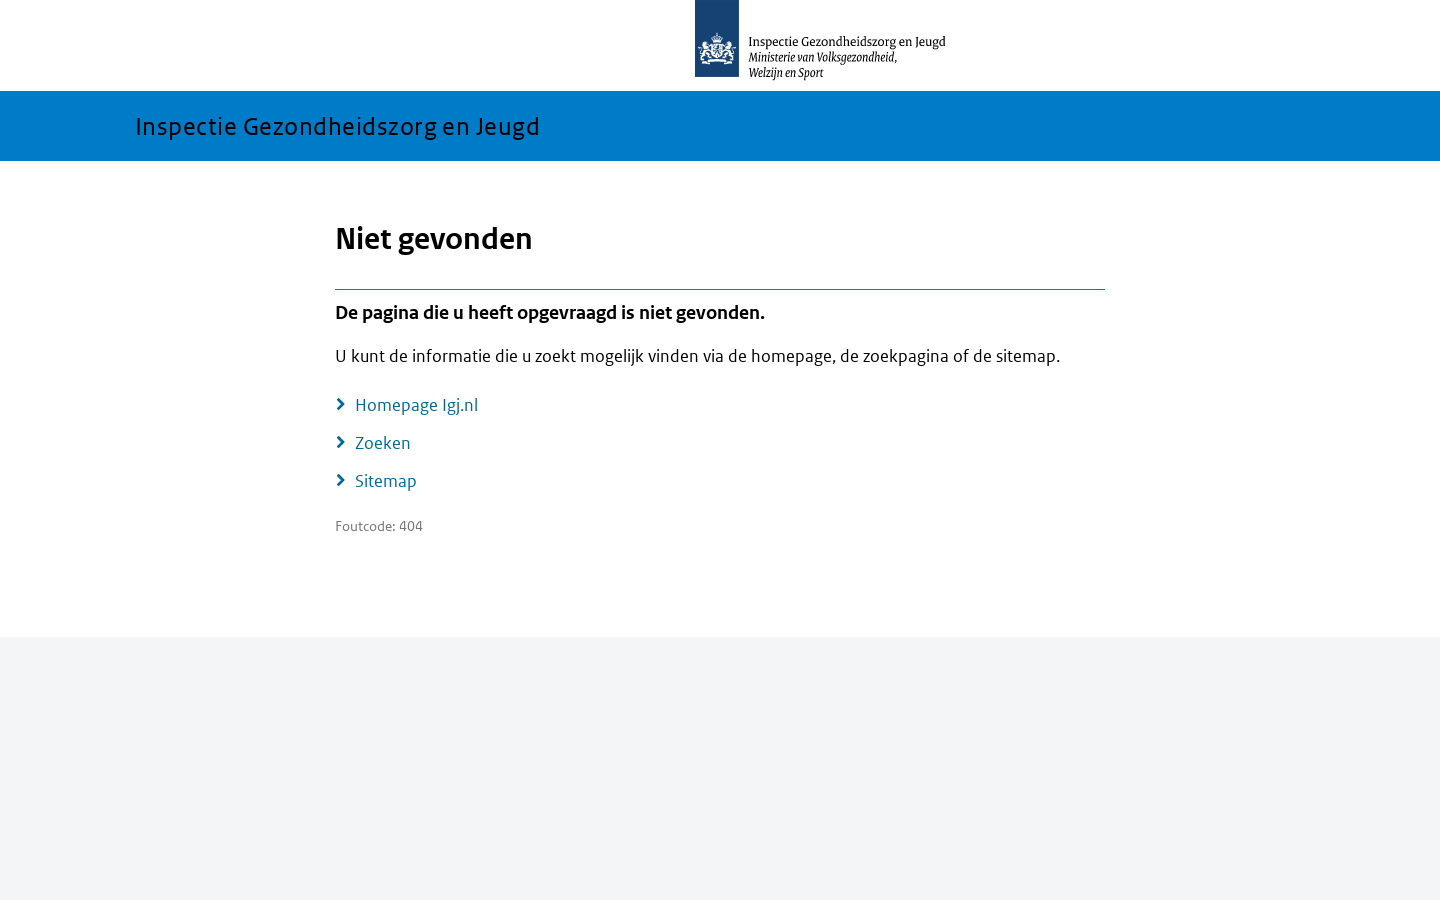 Inspectie Gezondheidszorg en Jeugd
Ministerie van Volksgezondheid,
Welzijn en Sport
Inspectie Gezondheidszorg en Jeugd
Niet gevonden
De pagina die u heeft opgevraagd is niet gevonden.
U kunt de informatie die u zoekt mogelijk vinden via de homepage, de zoekpagina of de sitemap.
Homepage Igj.nl
Zoeken
Sitemap
Foutcode: 404